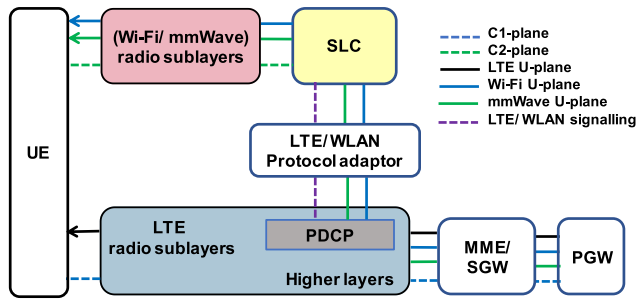 UE
(Wi-Fi/ mmWave)
radio sublayers
SLC
C1-plane
C2-plane
LTE U-plane
Wi-Fi U-plane
mmWave U-plane
LTE/ WLAN signalling
LTE/ WLAN
Protocol adaptor
LTE
radio sublayers
PDCP
Higher layers
MME/
SGW
PGW